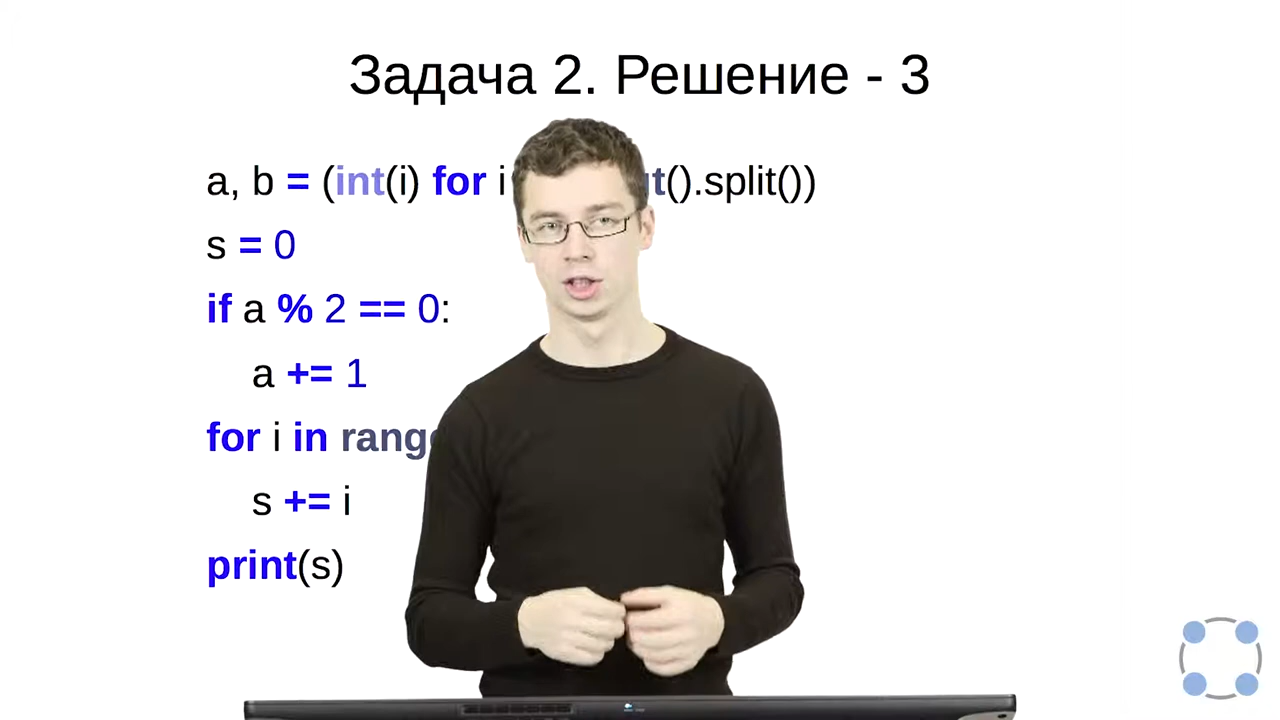 Задача 2. Решение - 3
a, b = (int(i) for i ().split())
s = 0
if a % 2 == 0:
a += 1
for i in
s += i
print(s)